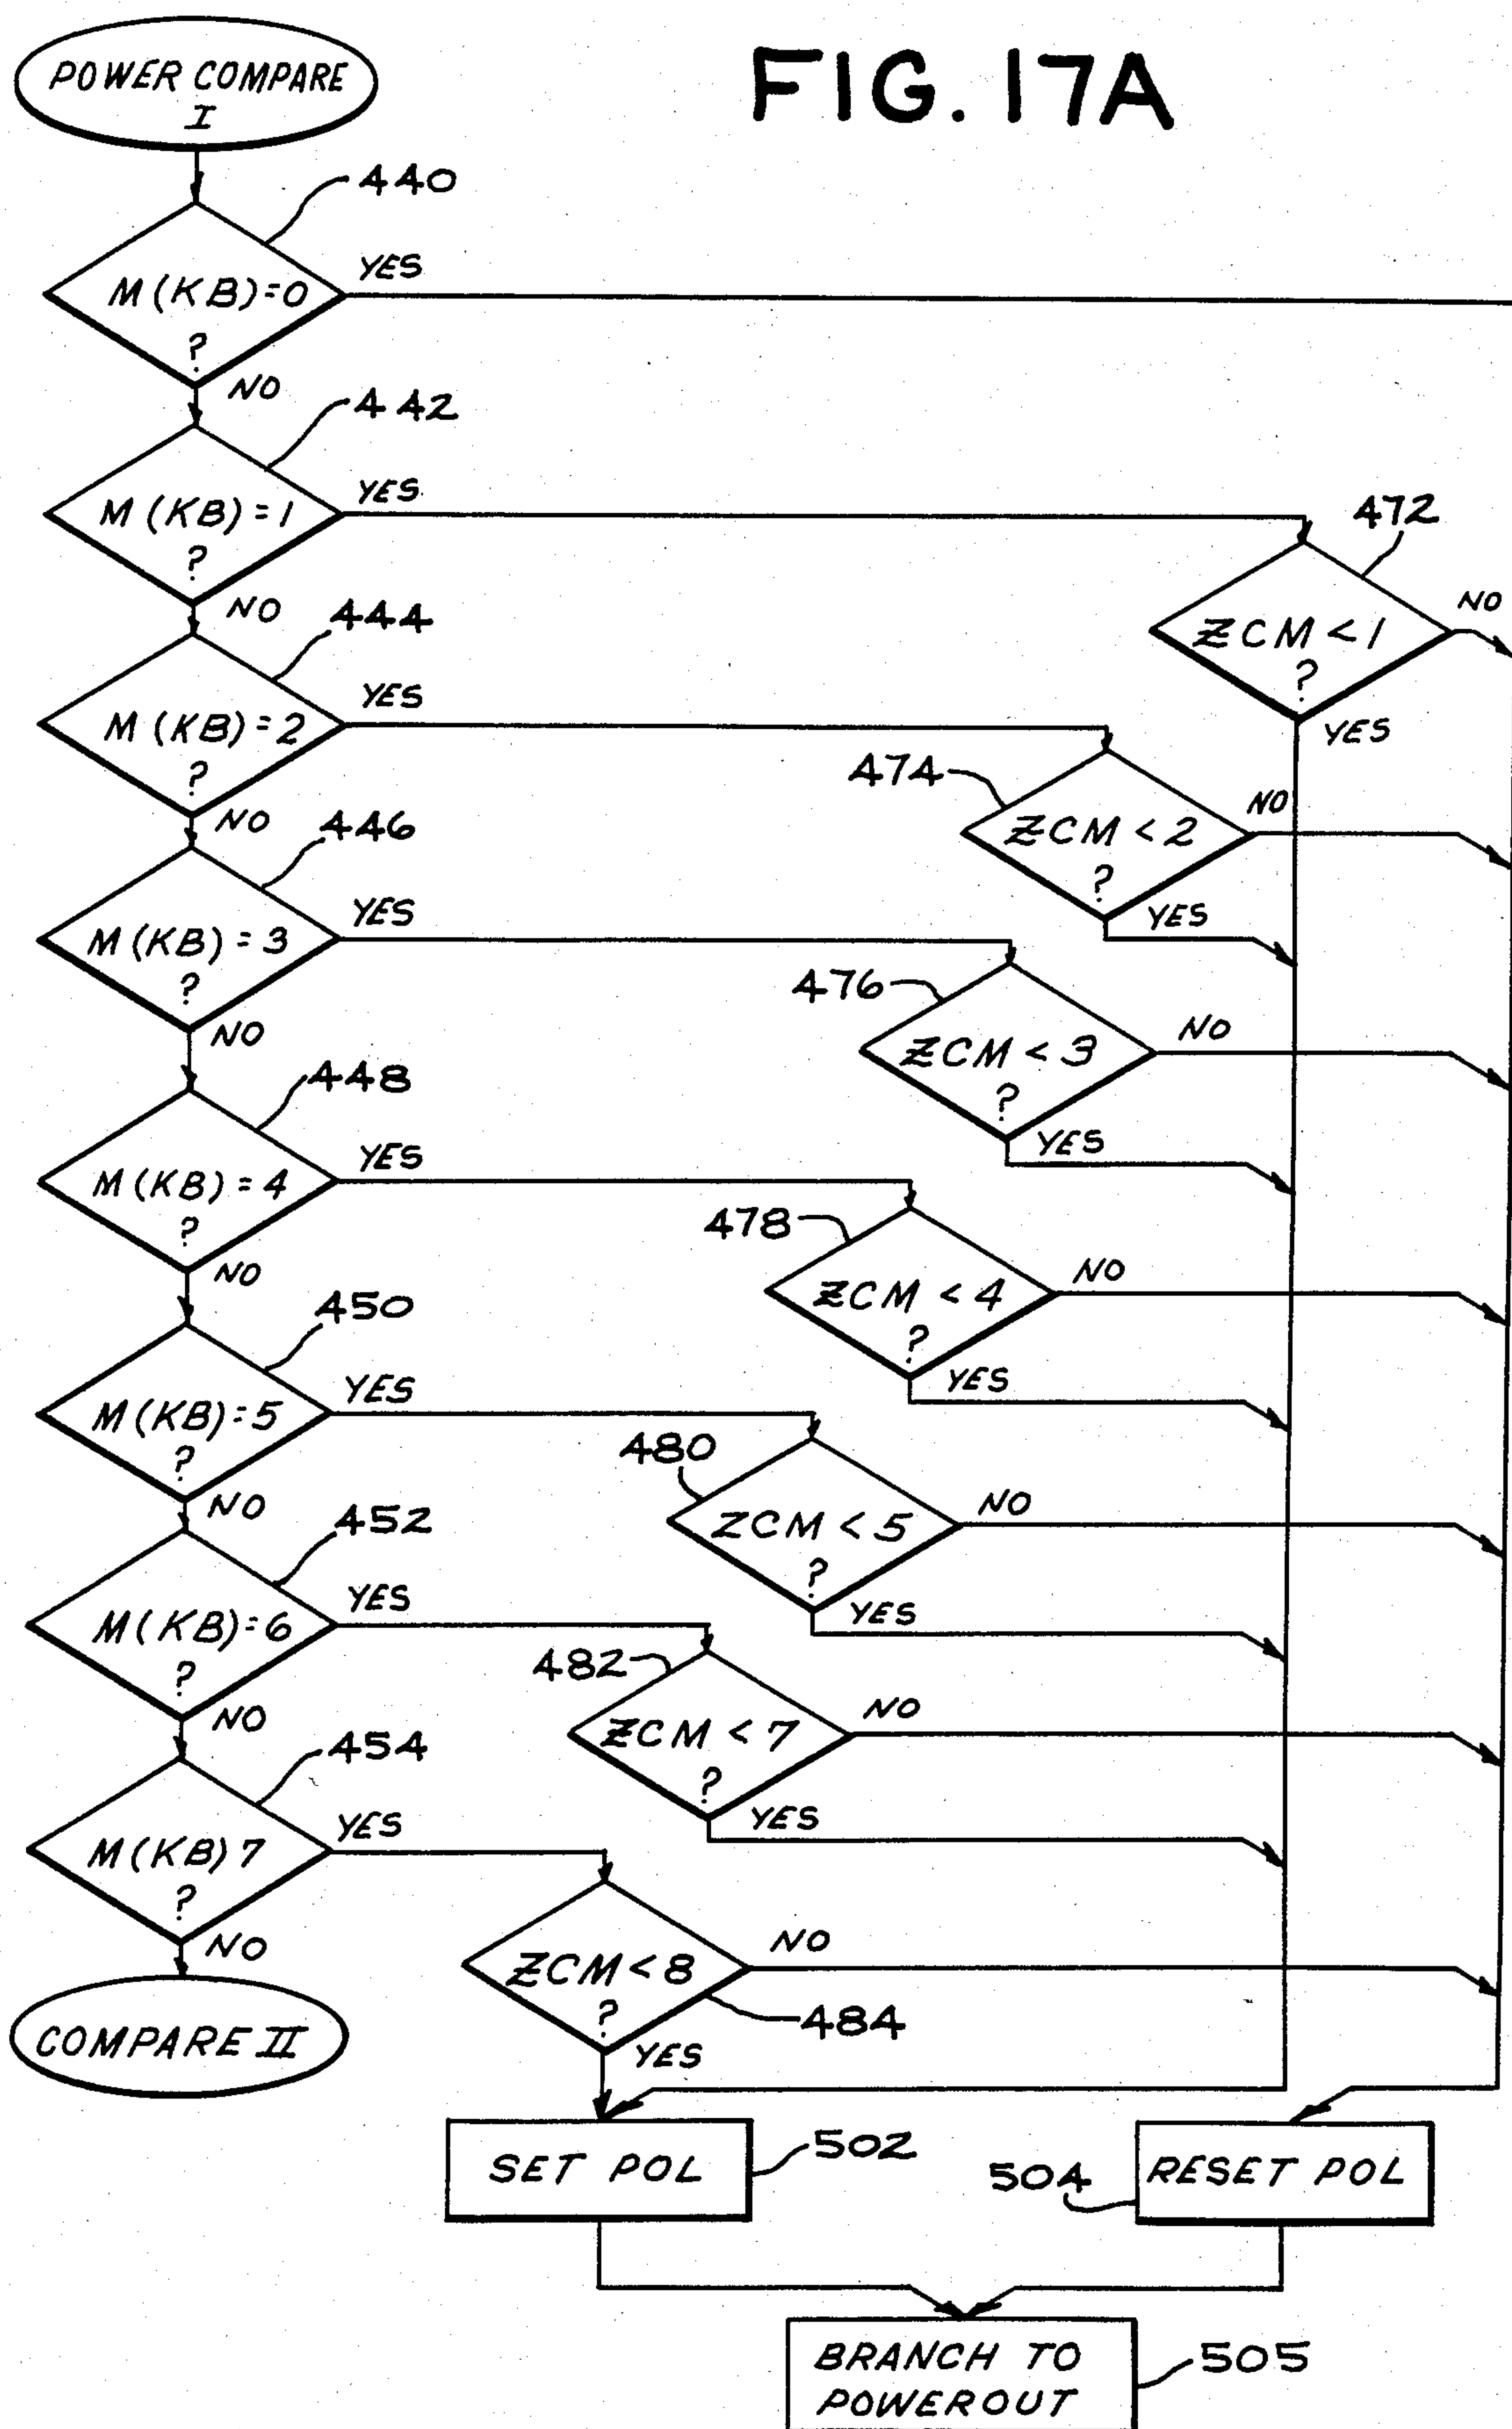 FIG. 17A
POWER COMPARE
I
440
M(KB)=0
?
YES
NO
442
M(KB)=1
?
YES
NO
472
ZCM<1
?
NO
YES
444
M(KB)=2
?
YES
NO
474
ZCM<2
?
NO
YES
446
M(KB)=3
?
YES
NO
476
ZCM<3
?
NO
YES
448
M(KB)=4
?
YES
NO
478
ZCM<4
?
NO
YES
450
M(KB)=5
?
YES
NO
480
ZCM<5
?
NO
YES
452
M(KB)=6
?
YES
NO
482
ZCM<7
?
NO
YES
454
M(KB)7
?
YES
NO
ZCM<8
?
NO
484
YES
COMPARE II
SET POL
502
504
RESET POL
BRANCH TO
POWEROUT
505